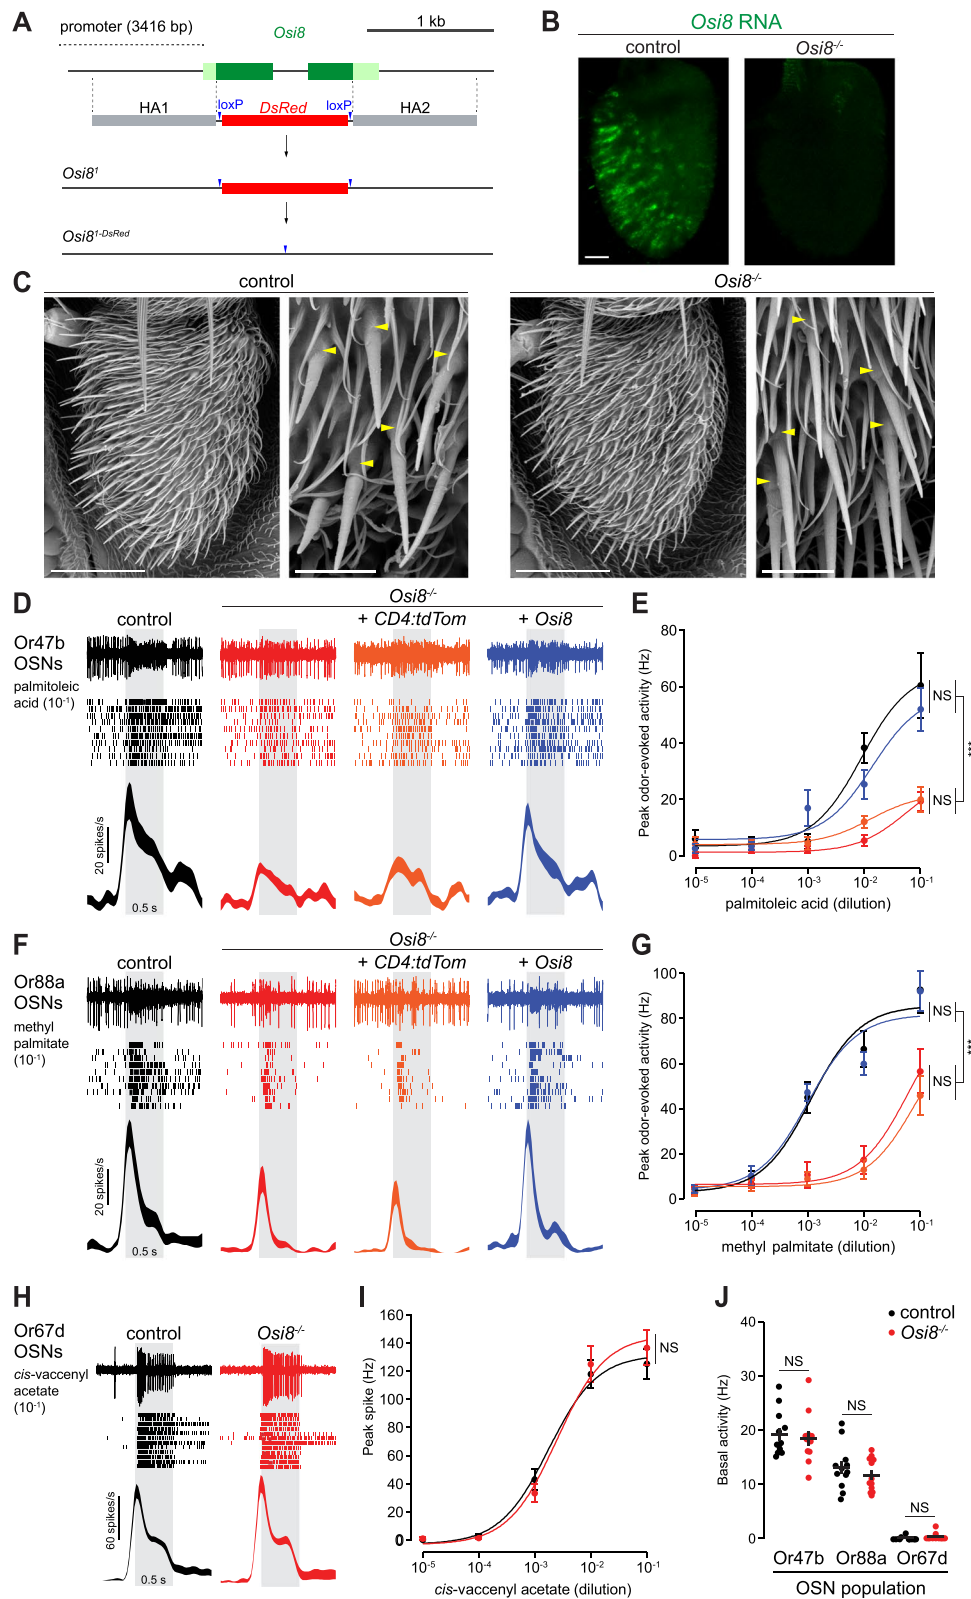 A
promoter (3416 bp)
Osi8
1 kb
HA1
loxP
DsRed
loxP
HA2
Osi8¹
Osi8¹⁻ᴰˢᴿᵉᵈ
B
Osi8 RNA
control
Osi8⁻/⁻
C
control
Osi8⁻/⁻
D
Osi8⁻/⁻
control
+ CD4:tdTom
+ Osi8
Or47b
OSNs
palmitoleic
acid (10⁻¹)
20 spikes/s
0.5 s
E
Peak odor-evoked activity (Hz)
80
60
40
20
0
NS
NS
***
10⁻⁵
10⁻⁴
10⁻³
10⁻²
10⁻¹
palmitoleic acid (dilution)
F
Osi8⁻/⁻
control
+ CD4:tdTom
+ Osi8
Or88a
OSNs
methyl
palmitate
(10⁻¹)
20 spikes/s
0.5 s
G
Peak odor-evoked activity (Hz)
100
80
60
40
20
0
NS
NS
***
10⁻⁵
10⁻⁴
10⁻³
10⁻²
10⁻¹
methyl palmitate (dilution)
H
Or67d
OSNs
control
Osi8⁻/⁻
cis-vaccenyl
acetate
(10⁻¹)
60 spikes/s
0.5 s
I
Peak spike (Hz)
160
140
120
100
80
60
40
20
0
NS
10⁻⁵
10⁻⁴
10⁻³
10⁻²
10⁻¹
cis-vaccenyl acetate (dilution)
J
control
Osi8⁻/⁻
Basal activity (Hz)
40
30
20
10
0
NS
NS
NS
Or47b
Or88a
Or67d
OSN population